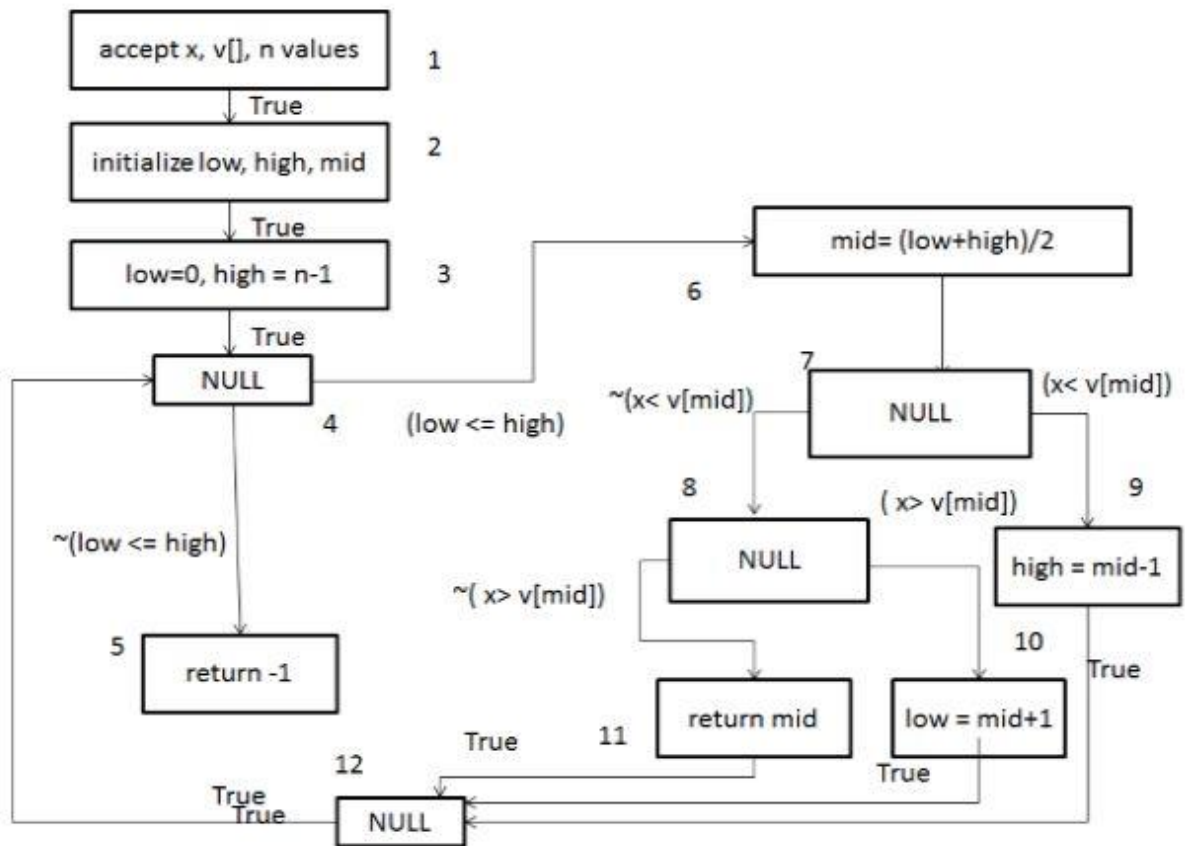 accept x, v[], n values
1
True
initialize low, high, mid
2
True
low=0, high = n-1
3
mid= (low+high)/2
6
True
NULL
4
(low <= high)
7
~(x< v[mid])
NULL
(x< v[mid])
8
( x> v[mid])
9
~(low <= high)
NULL
high = mid-1
~( x> v[mid])
5
return -1
10
True
return mid
low = mid+1
11
True
True
12
True
True
NULL